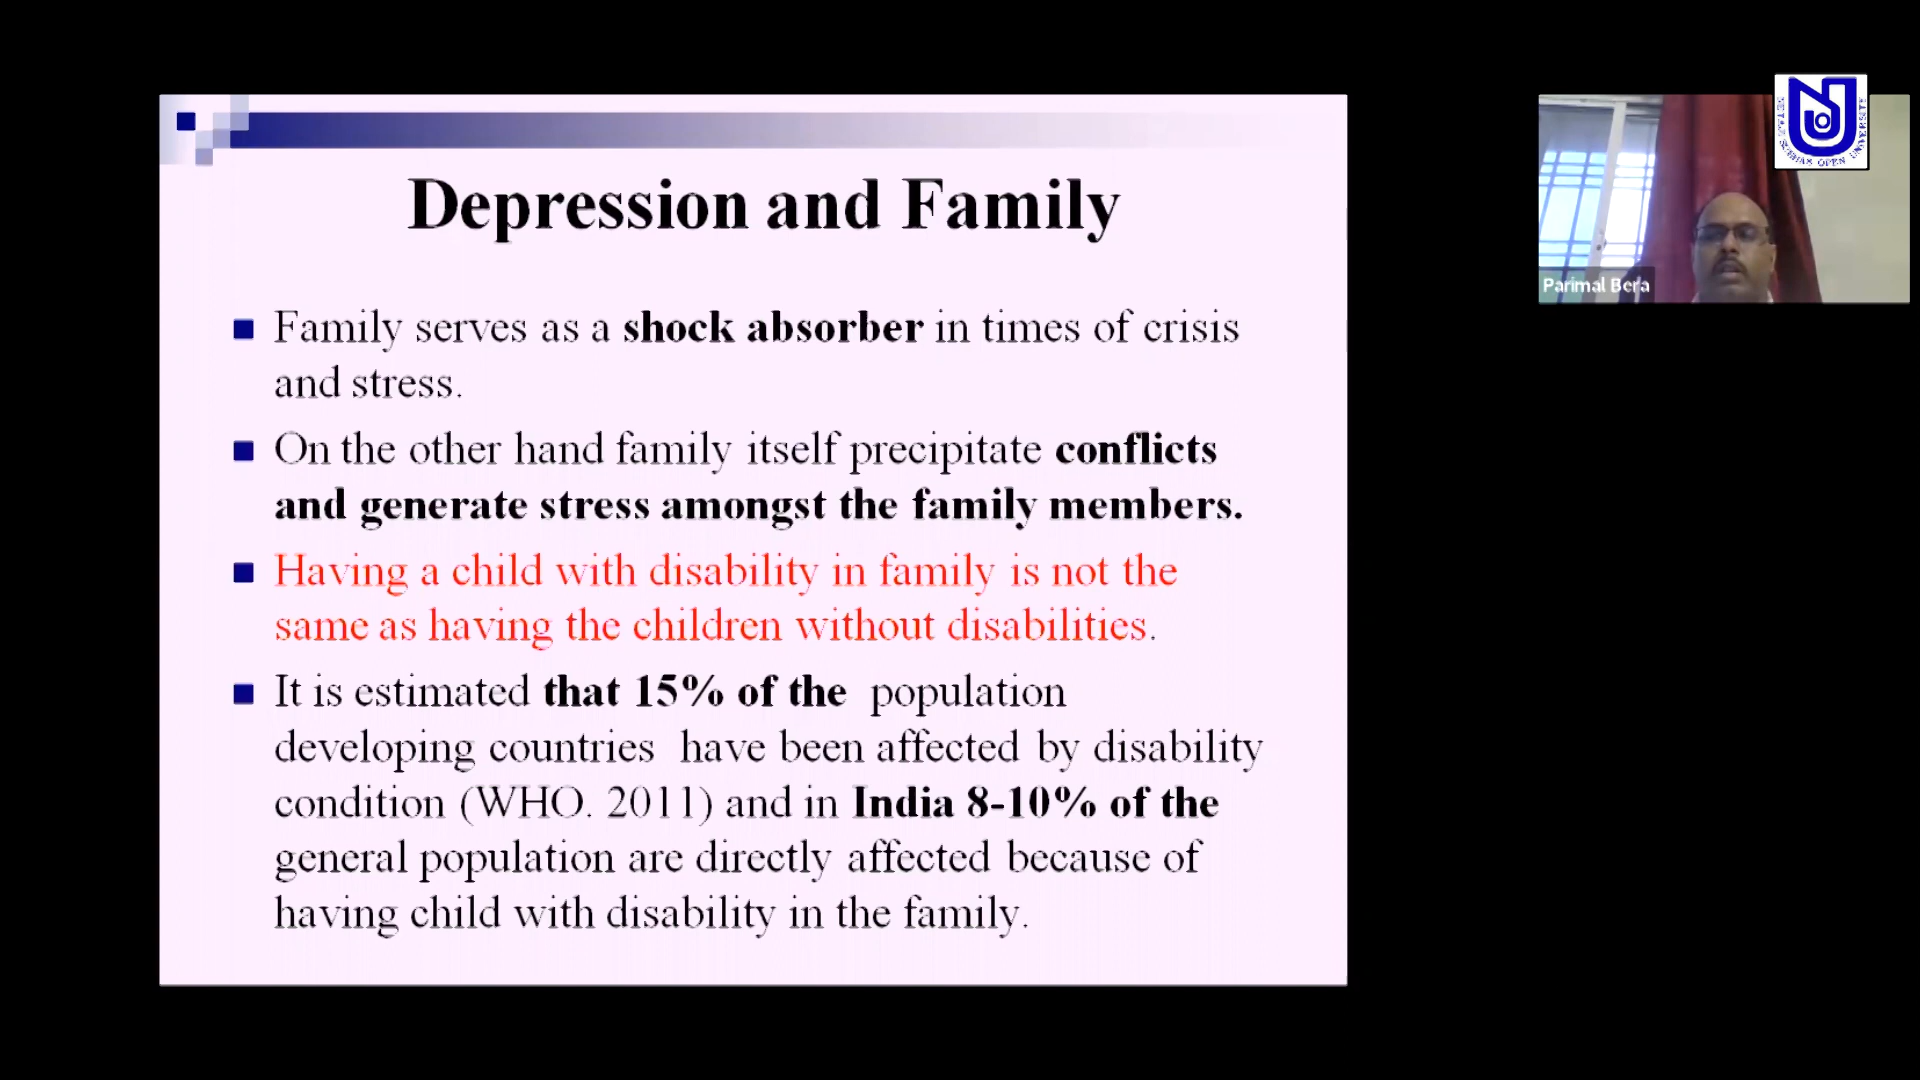 Depression and Family
Family serves as a shock absorber in times of crisis
and stress.
On the other hand family itself precipitate conflicts
and generate stress amongst the family members.
Having a child with disability in family is not the
same as having the children without disabilities.
It is estimated that 15% of the population
developing countries have been affected by disability
condition (WHO. 2011) and in India 8-10% of the
general population are directly affected because of
having child with disability in the family.
Parimal Bera
NETAJI SUBHAS OPEN UNIVERSITY